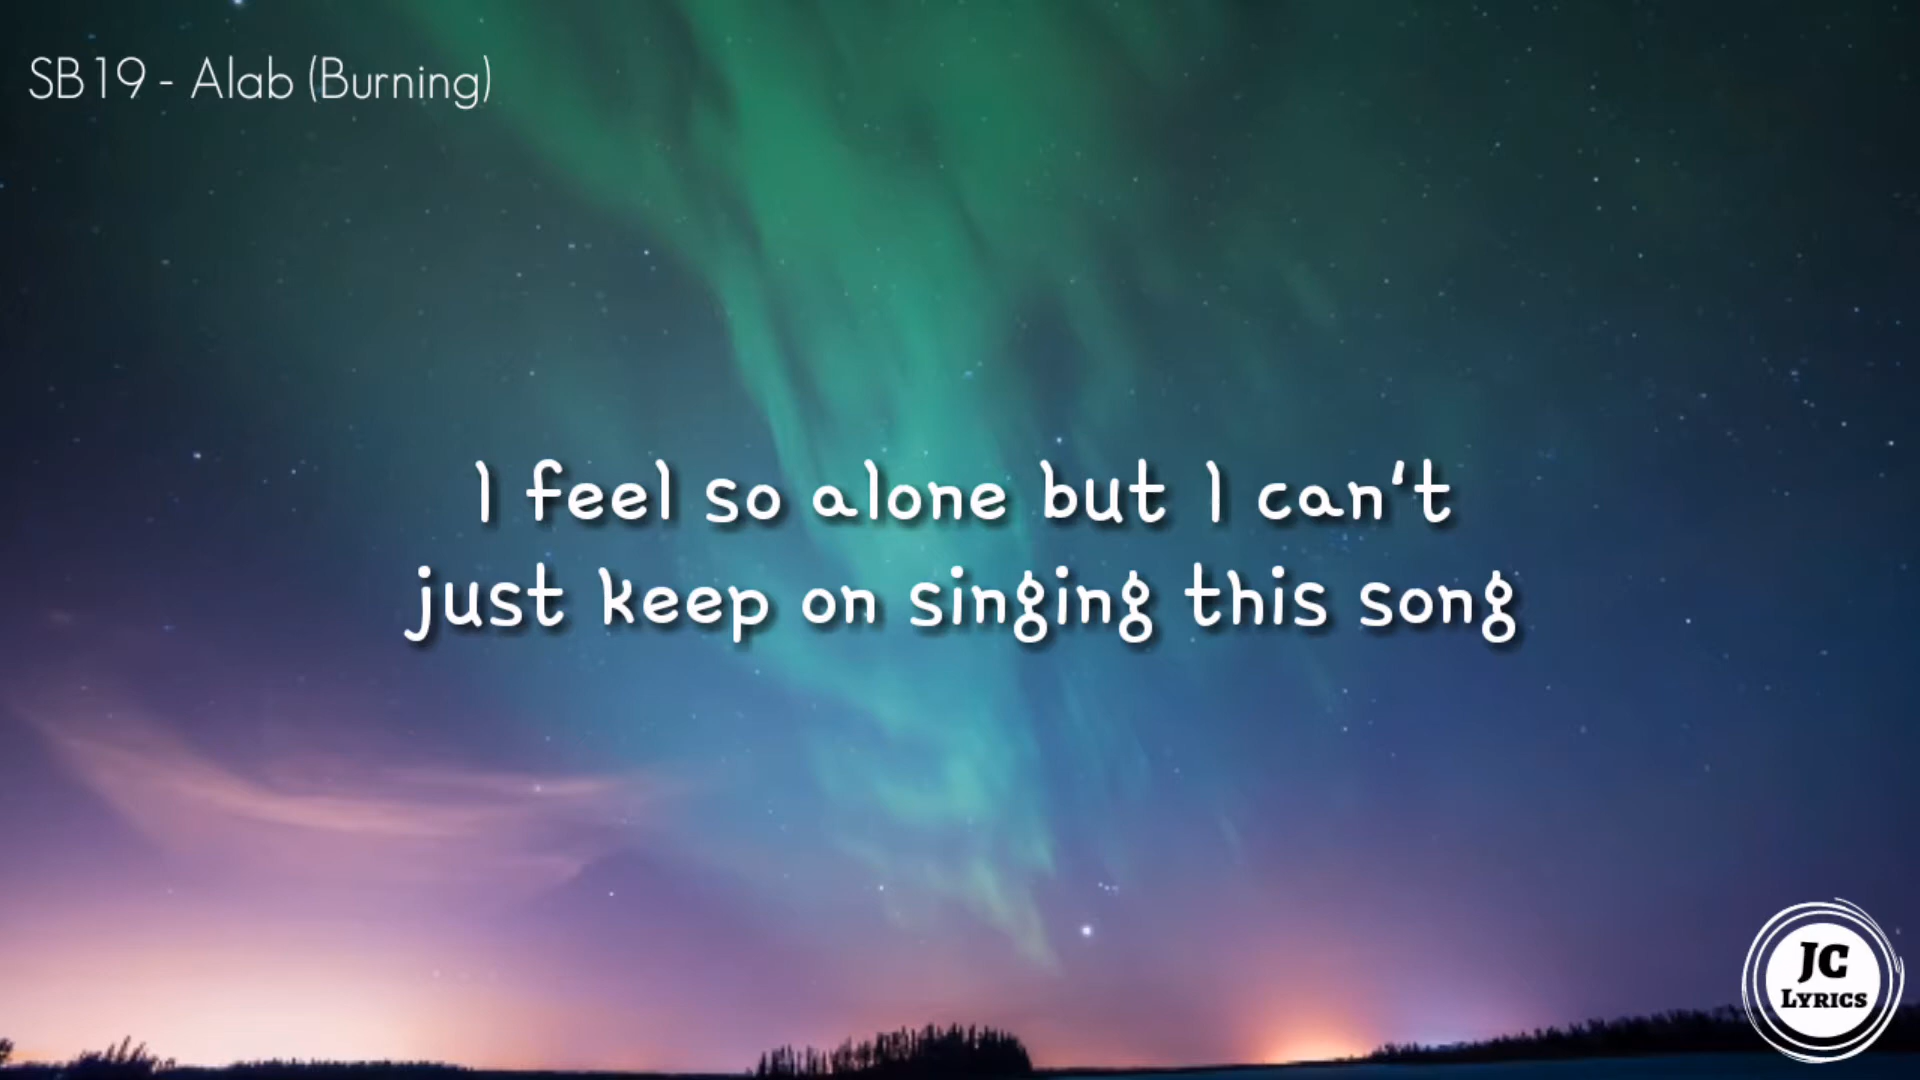 SB19 - Alab (Burning)
I feel so alone but I can't
just keep on singing this song
JC
LYRICS